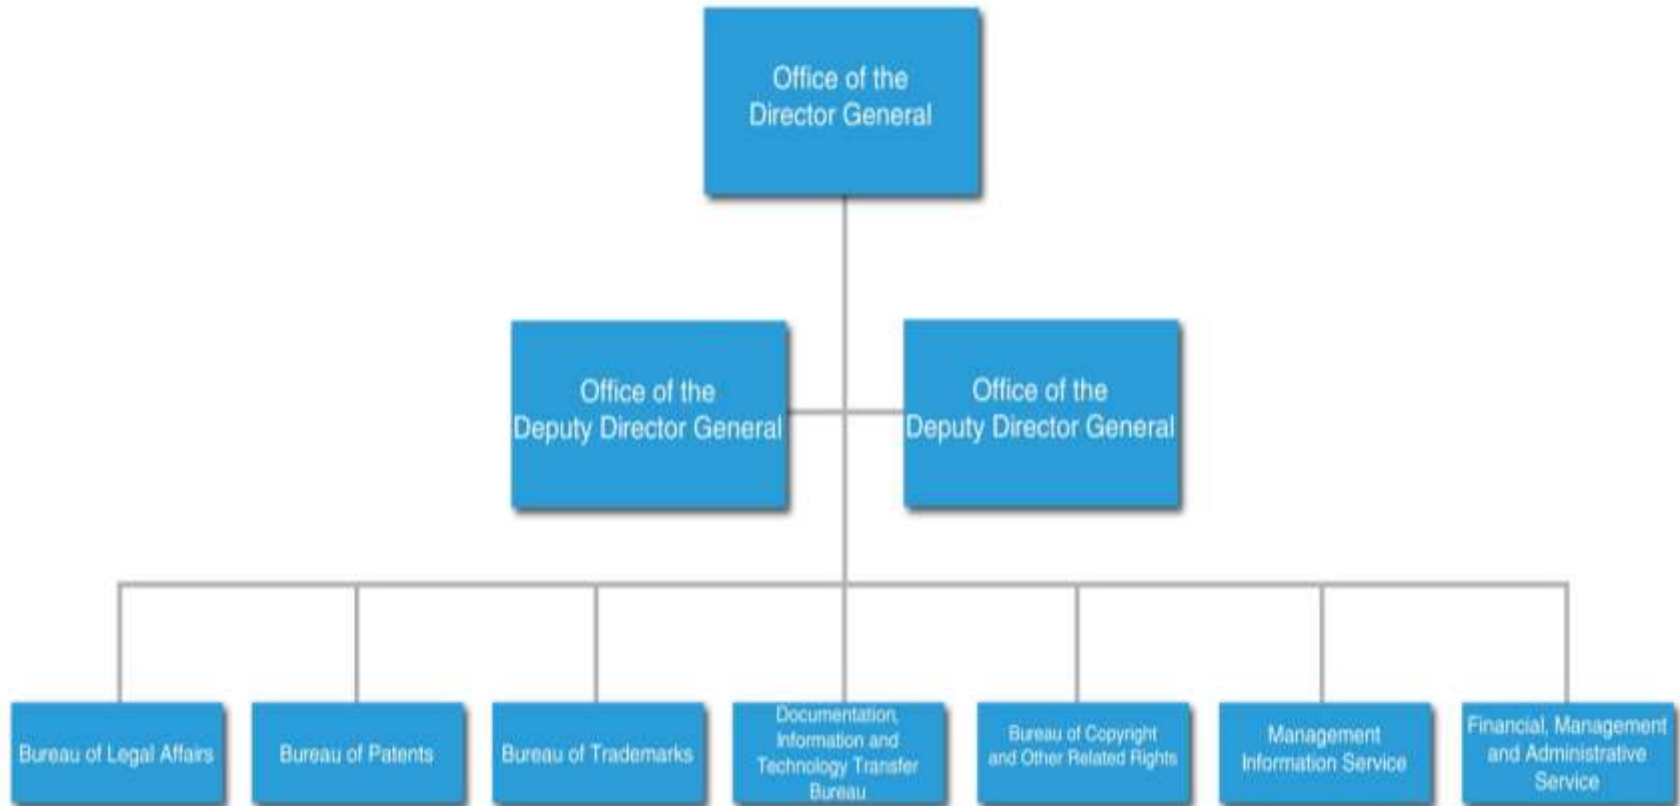 Office of the
Director General
Office of the
Deputy Director General
Office of the
Deputy Director General
Bureau of Legal Affairs
Bureau of Patents
Bureau of Trademarks
Documentation,
Information and
Technology Transfer
Bureau
Bureau of Copyright
and Other Related Rights
Management
Information Service
Financial, Management
and Administrative
Service